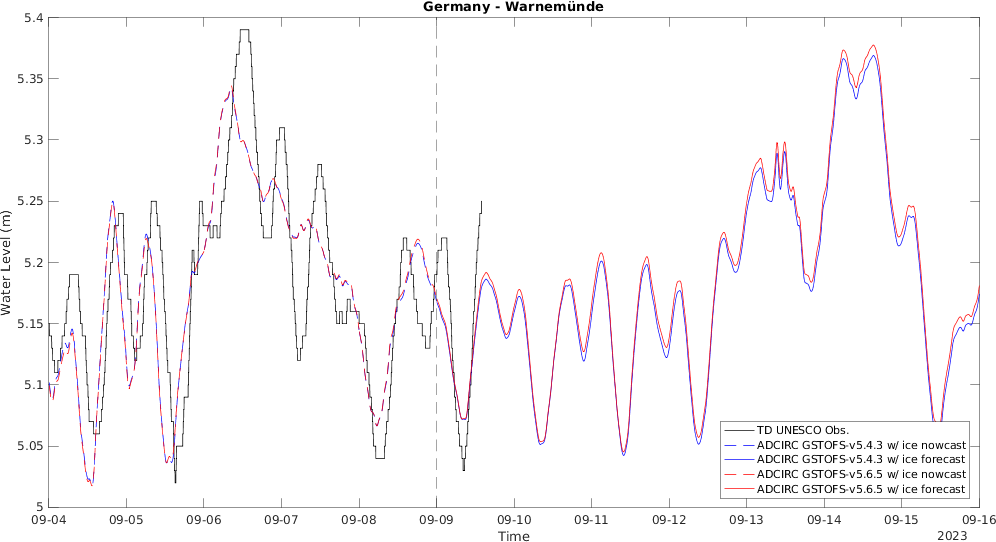 Germany - Warnemünde
5.4
5.35
5.3
5.25
5.2
5.15
5.1
5.05
5
Water Level (m)
TD UNESCO Obs.
ADCIRC GSTOFS-v5.4.3 w/ ice nowcast
ADCIRC GSTOFS-v5.4.3 w/ ice forecast
ADCIRC GSTOFS-v5.6.5 w/ ice nowcast
ADCIRC GSTOFS-v5.6.5 w/ ice forecast
09-04 09-05 09-06 09-07 09-08 09-09 09-10 09-11 09-12 09-13 09-14 09-15 09-16
Time
2023